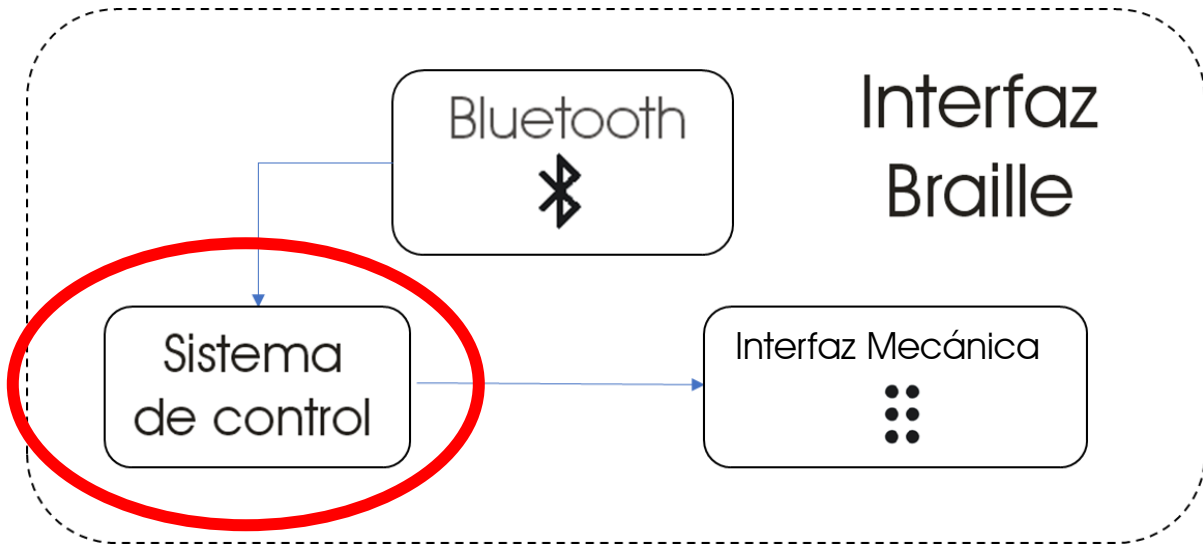 Bluetooth
Interfaz
Braille
Sistema
de control
Interfaz Mecánica